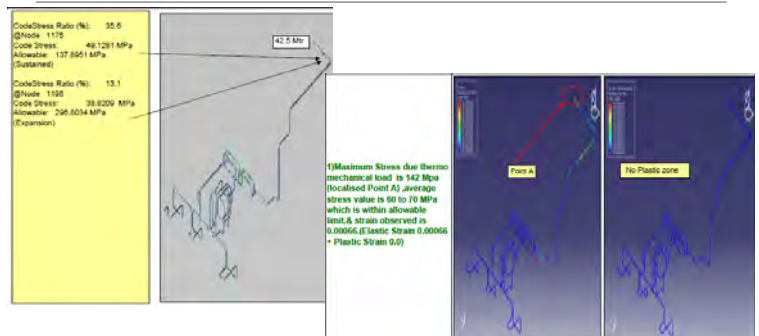 CodeStress Ratio (%): 35.6
@Node 1175
Code Stress: 49.1281 MPa
Allowable: 137.8951 MPa
(Sustained)
CodeStress Ratio (%): 13.1
@Node 1195
Code Stress: 38.8209 MPa
Allowable: 296.8034 MPa
(Expansion)
42.5 Mtr
1)Maximum Stress due thermo
mechanical load is 142 Mpa
(localised Point A) ,average
stress value is 60 to 70 MPa
which is within allowable
limit.& strain observed is
0.00066.(Elastic Strain 0.00066
+ Plastic Strain 0.0)
Point A
No Plastic zone